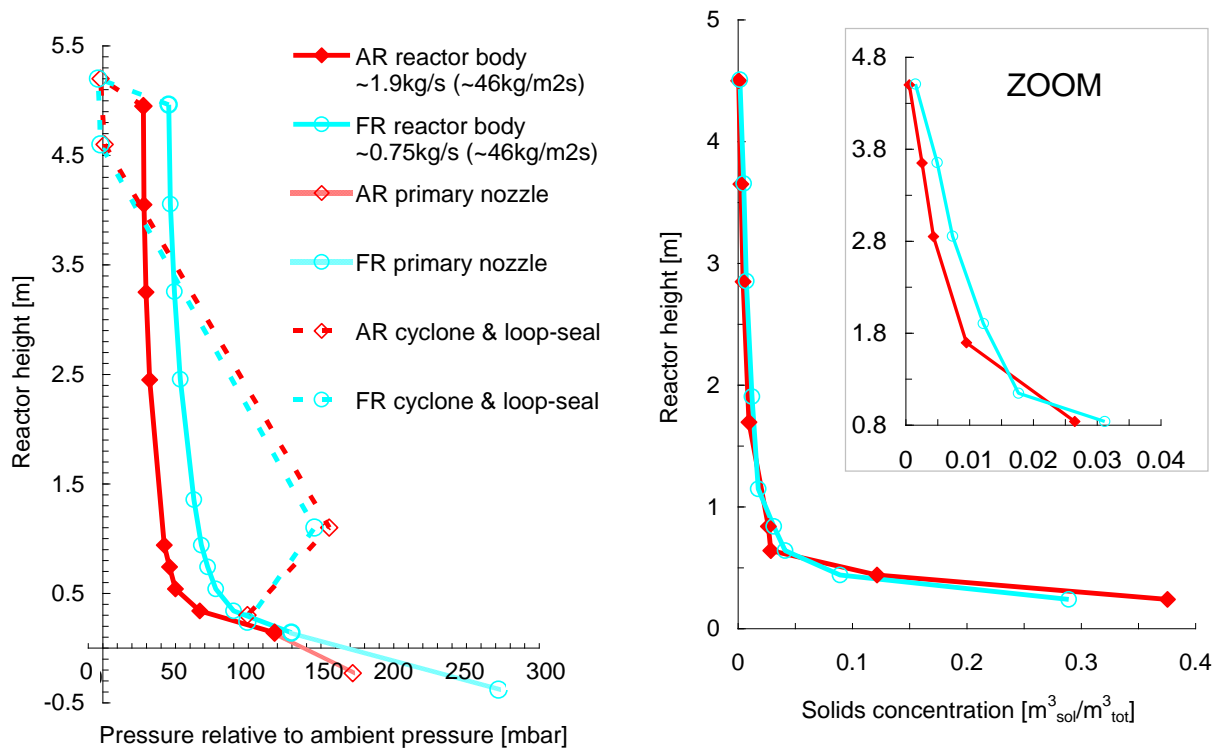 5.5
4.5
3.5
2.5
1.5
0.5
-0.5
Reactor height [m]
0
50
100
150
200
250
300
Pressure relative to ambient pressure [mbar]
AR reactor body
~1.9kg/s (~46kg/m2s)
FR reactor body
~0.75kg/s (~46kg/m2s)
AR primary nozzle
FR primary nozzle
AR cyclone & loop-seal
FR cyclone & loop-seal
5
4
3
2
1
0
Reactor height [m]
0
0.1
0.2
0.3
0.4
Solids concentration [m³sol/m³tot]
ZOOM
4.8
3.8
2.8
1.8
0.8
0
0.01
0.02
0.03
0.04